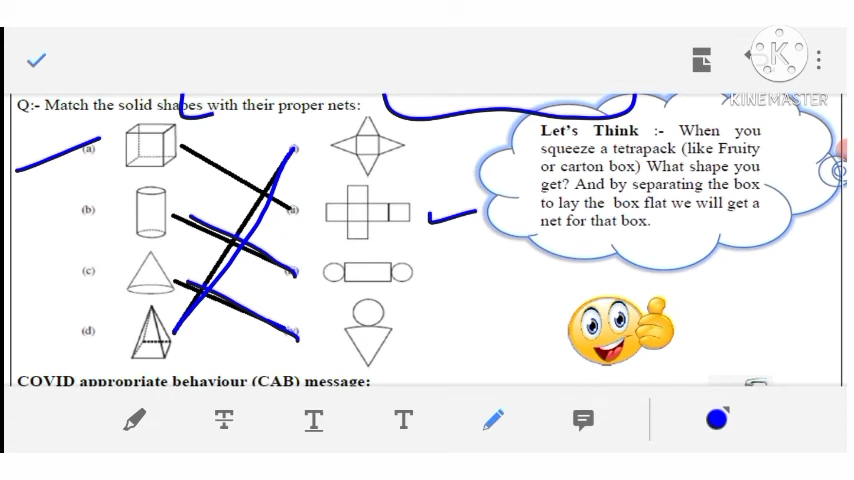 KINEMASTER
Q:- Match the solid shapes with their proper nets:
(a)
(b)
(c)
(d)
Let's Think :- When you
squeeze a tetrapack (like Fruity
or carton box) What shape you
get? And by separating the box
to lay the box flat we will get a
net for that box.
COVID appropriate behaviour (CAB) message: